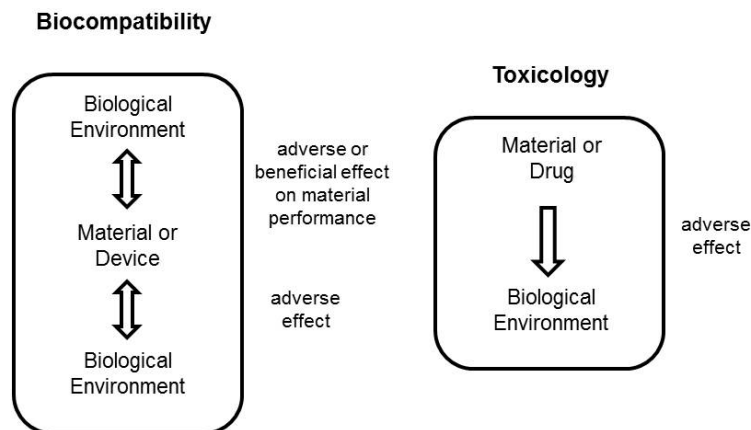 Biocompatibility
Biological
Environment
adverse or
beneficial effect
on material
performance
Material or
Device
adverse
effect
Biological
Environment
Toxicology
Material or
Drug
adverse
effect
Biological
Environment